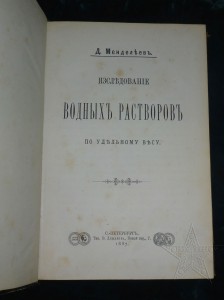 Д. Менделѣевъ.
ИЗСЛѢДОВАНІЕ
ВОДНЫХЪ РАСТВОРОВЪ
ПО УДѢЛЬНОМУ ВѢСУ.
С.-ПЕТЕРБУРГЪ.